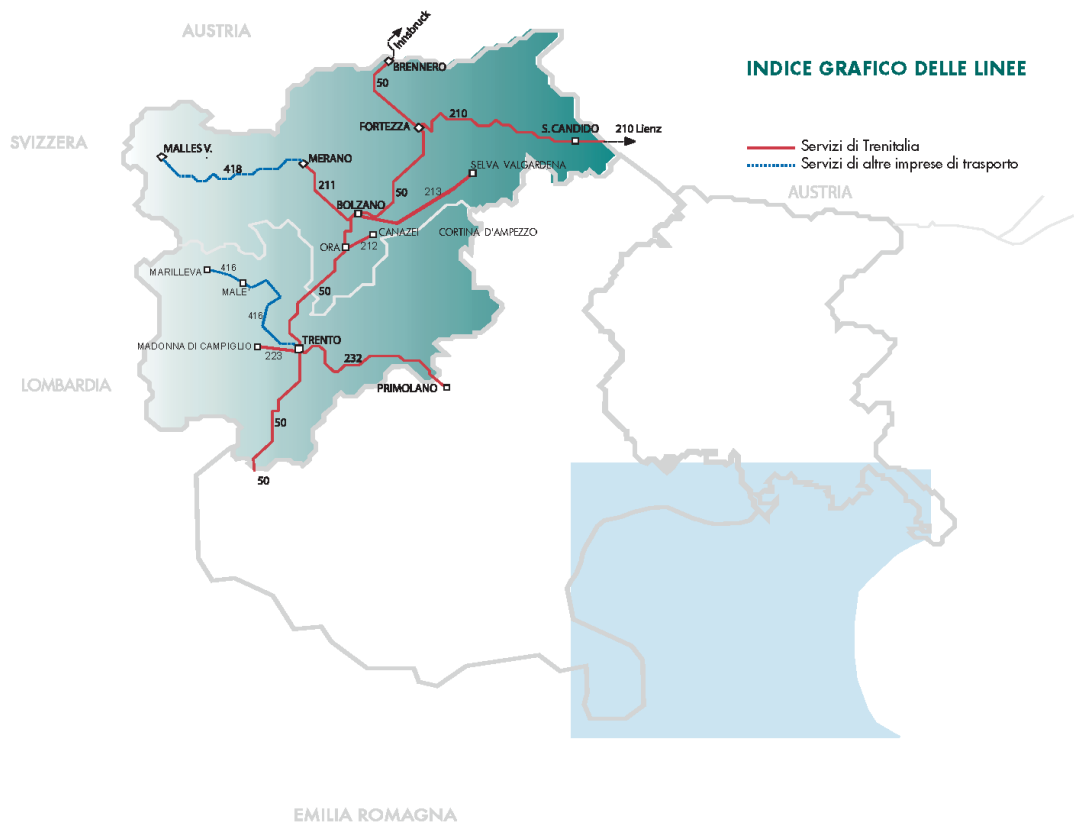 AUSTRIA
Innsbruck
BRENNERO
INDICE GRAFICO DELLE LINEE
50
210
FORTEZZA
S. CANDIDO
210 Lienz
SVIZZERA
MALLES V.
MERANO
418
Servizi di Trenitalia
Servizi di altre imprese di trasporto
SELVA VALGARDENA
211
50
213
AUSTRIA
BOLZANO
CANAZEI
CORTINA D'AMPEZZO
ORA
212
MARILLEVA
416
MALE'
50
416
TRENTO
MADONNA DI CAMPIGLIO
223
232
LOMBARDIA
PRIMOLANO
50
50
EMILIA ROMAGNA